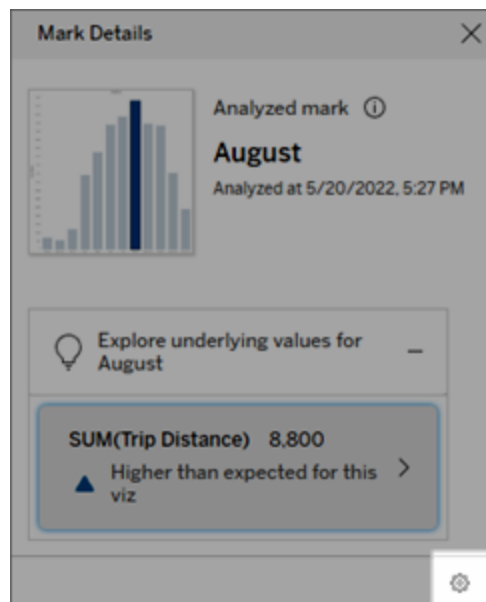 Mark Details
Analyzed mark
August
Analyzed at 5/20/2022, 5:27 PM
Explore underlying values for
August
SUM(Trip Distance) 8,800
Higher than expected for this
viz